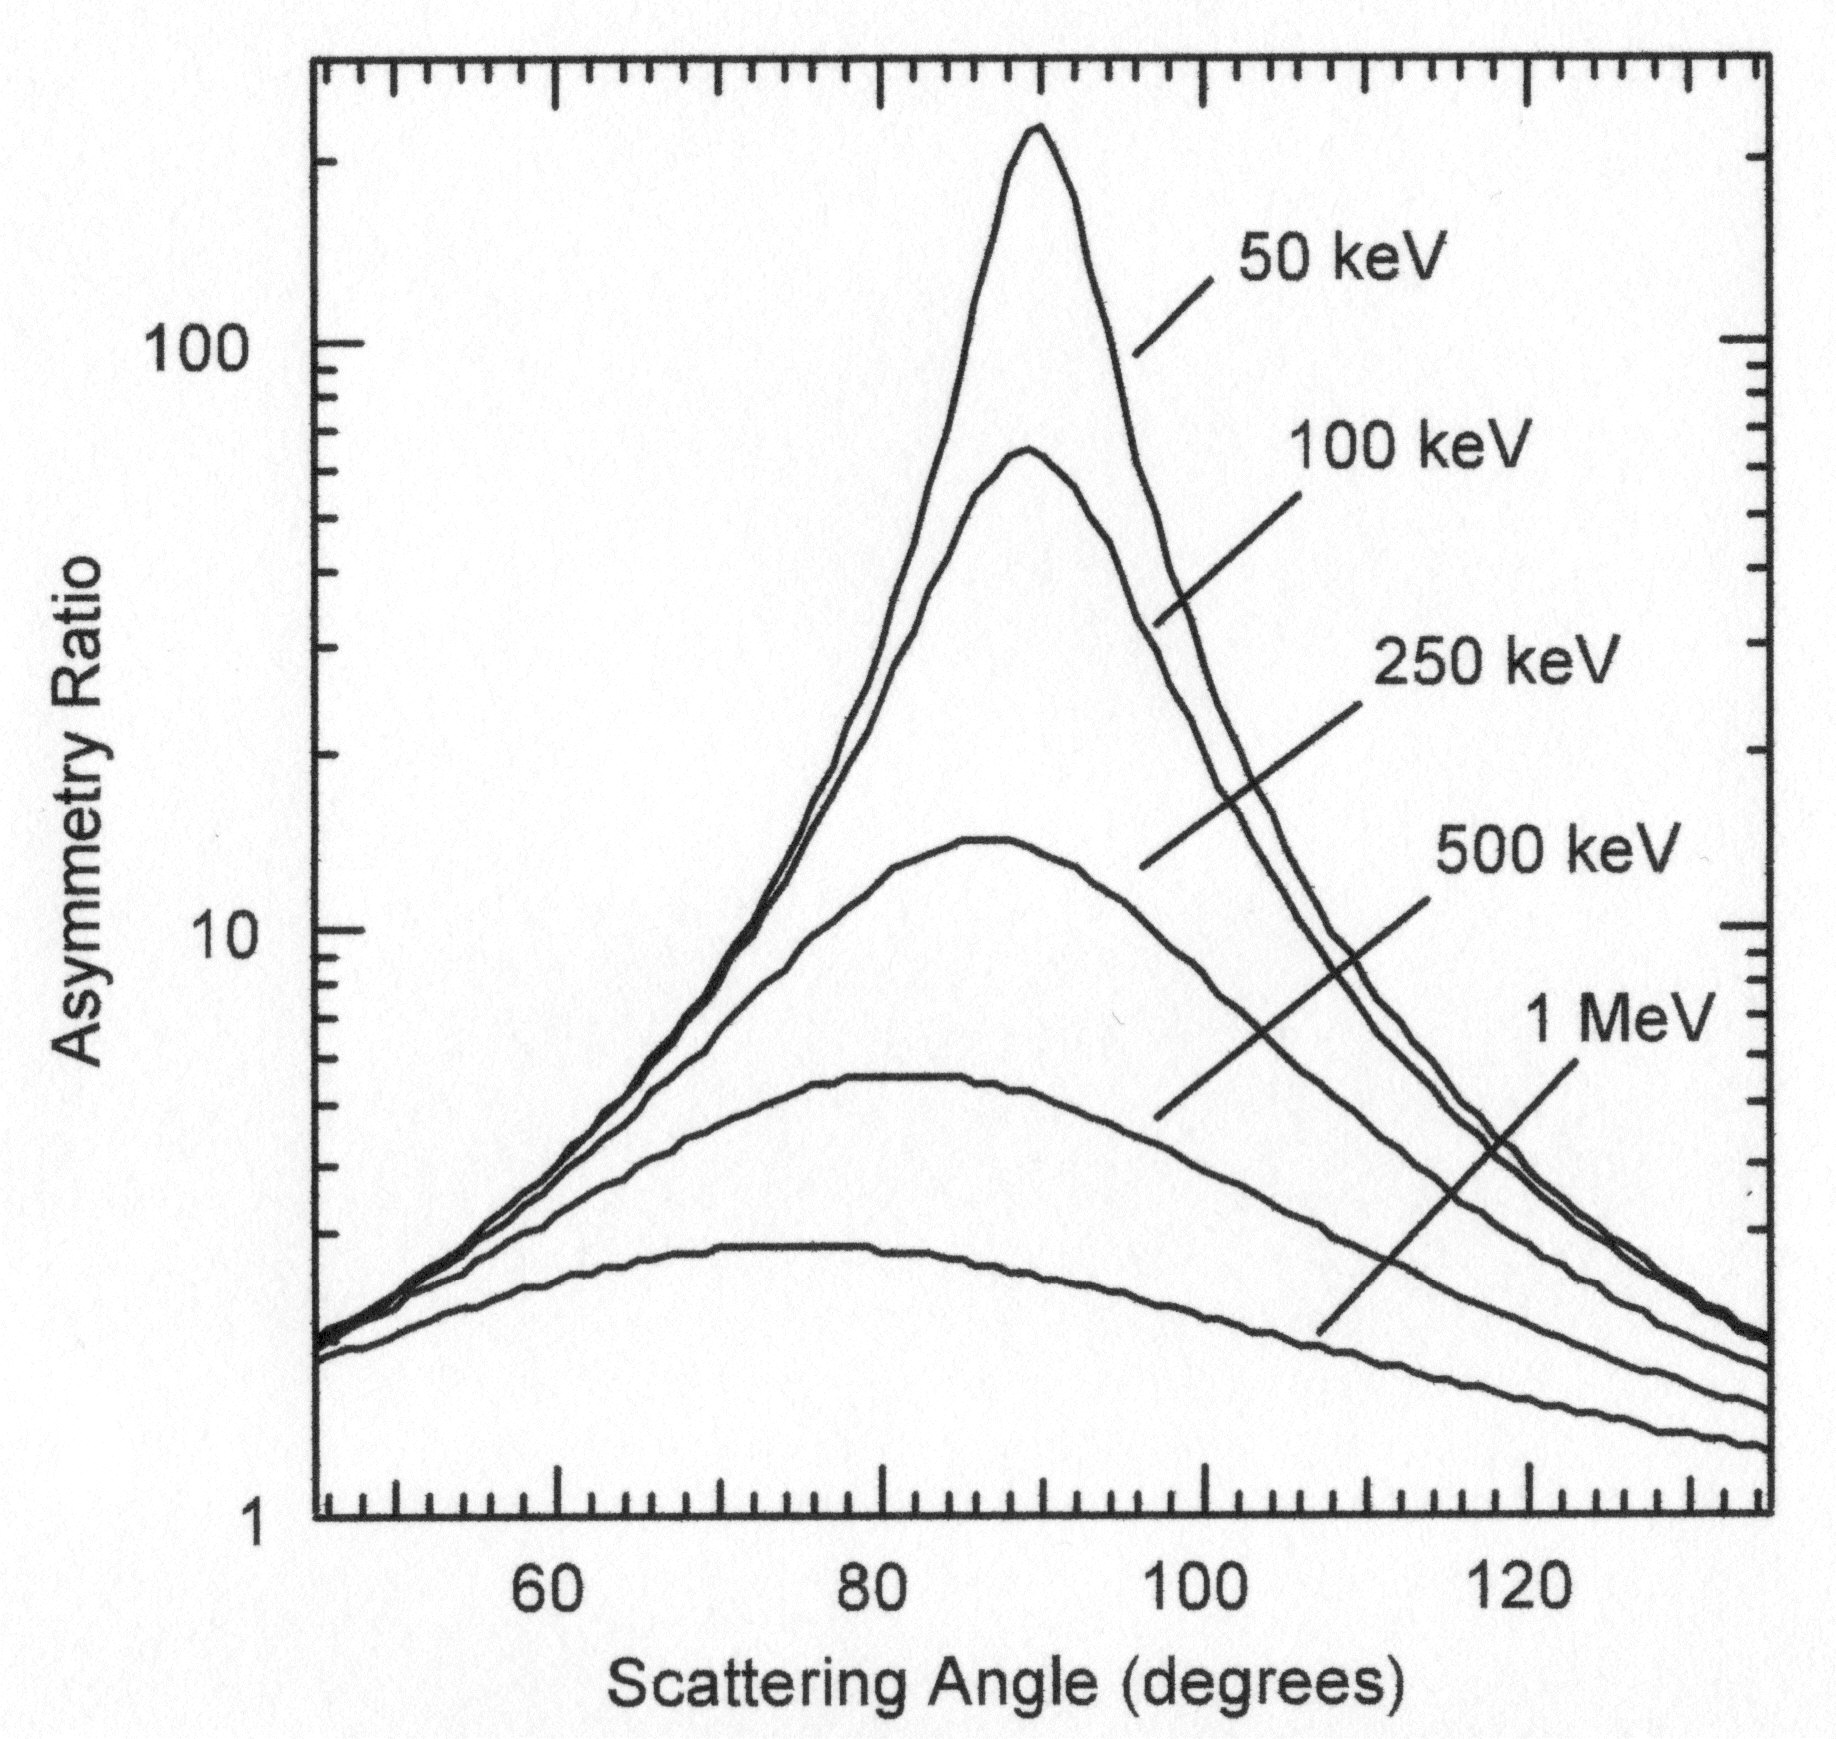 50 keV
100
100 keV
250 keV
Asymmetry Ratio
500 keV
10
1 MeV
1
60 80 100 120
Scattering Angle (degrees)